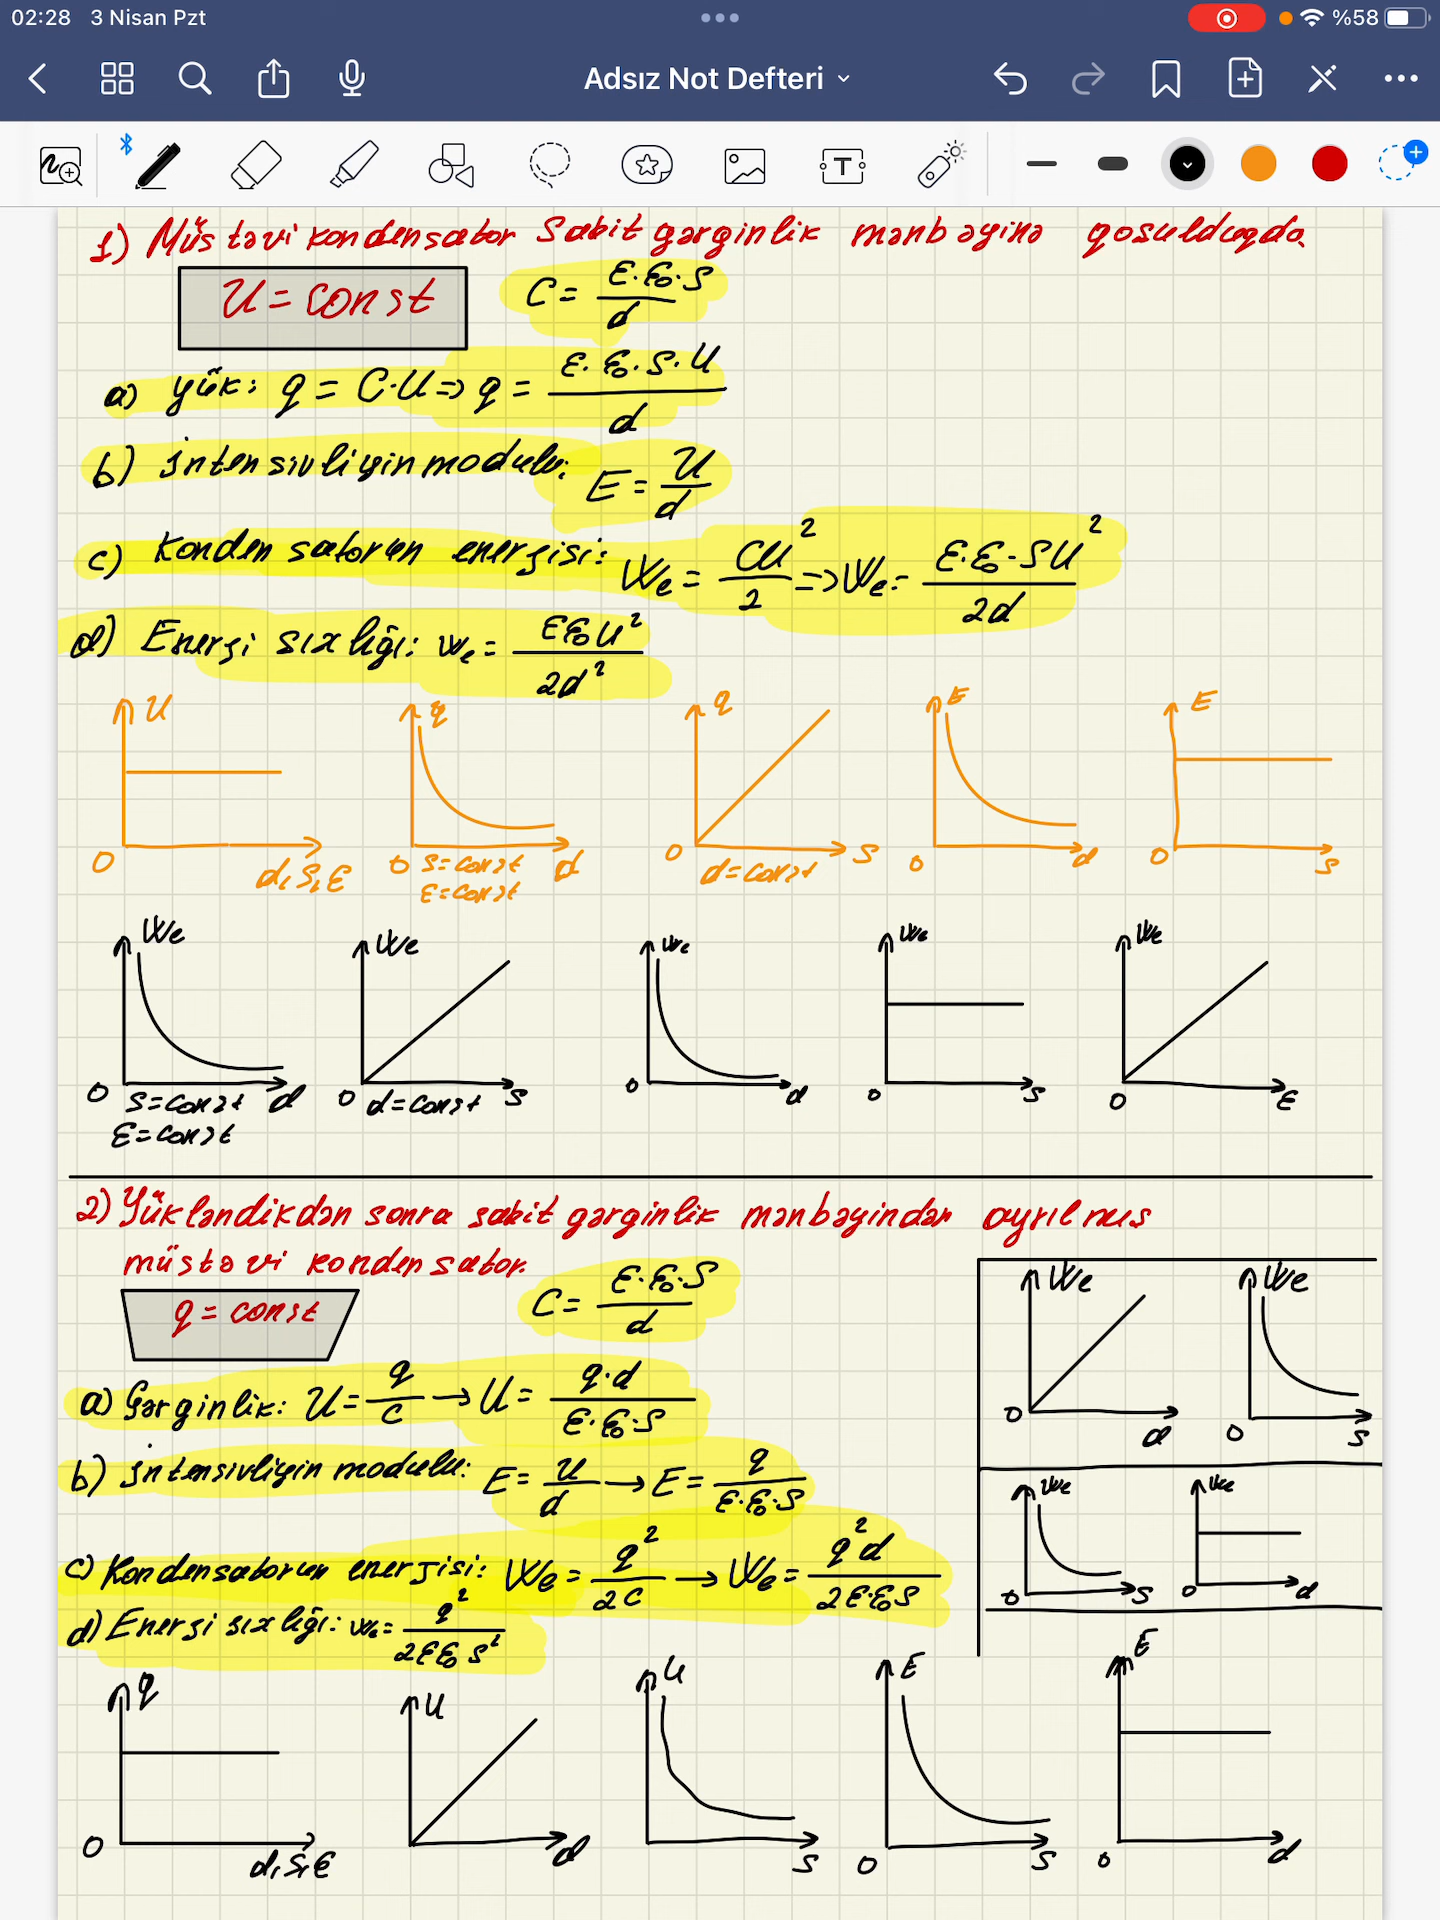 02:28 3 Nisan Pzt %58
Adsız Not Defteri
1) Müstəvi kondensator sabit gərginlik mənbəyinə qoşulduqda.
U = const
C = ε·ε₀·S / d
a) yük: q = C·U => q = ε·ε₀·S·U / d
b) intensivliyin modulu: E = U / d
c) Kondensatorun enerjisi: We = CU² / 2 => We = ε·ε₀·SU² / 2d
d) Enerji sıxlığı: we = εε₀U² / 2d²
U q q E E
0 d, S, ε 0 S=const d 0 d=const S 0 d 0 S
ε=const
We We we we we
0 S=const d 0 d=const S 0 d 0 S 0 ε
ε=const
2) Yükləndikdən sonra sabit gərginlik mənbəyindən ayrılmış
müstəvi kondensator.
q = const
C = ε·ε₀·S / d
a) Gərginlik: U = q / C → U = q·d / ε·ε₀·S
b) intensivliyin modulu: E = U / d → E = q / ε·ε₀·S
c) Kondensatorun enerjisi: We = q² / 2C → We = q²d / 2ε·ε₀S
d) Enerji sıxlığı: we = q² / 2εε₀S²
We We
0 d 0 S
we we
0 S 0 d
q U U E E
0 d, S, ε d S 0 S 0 d